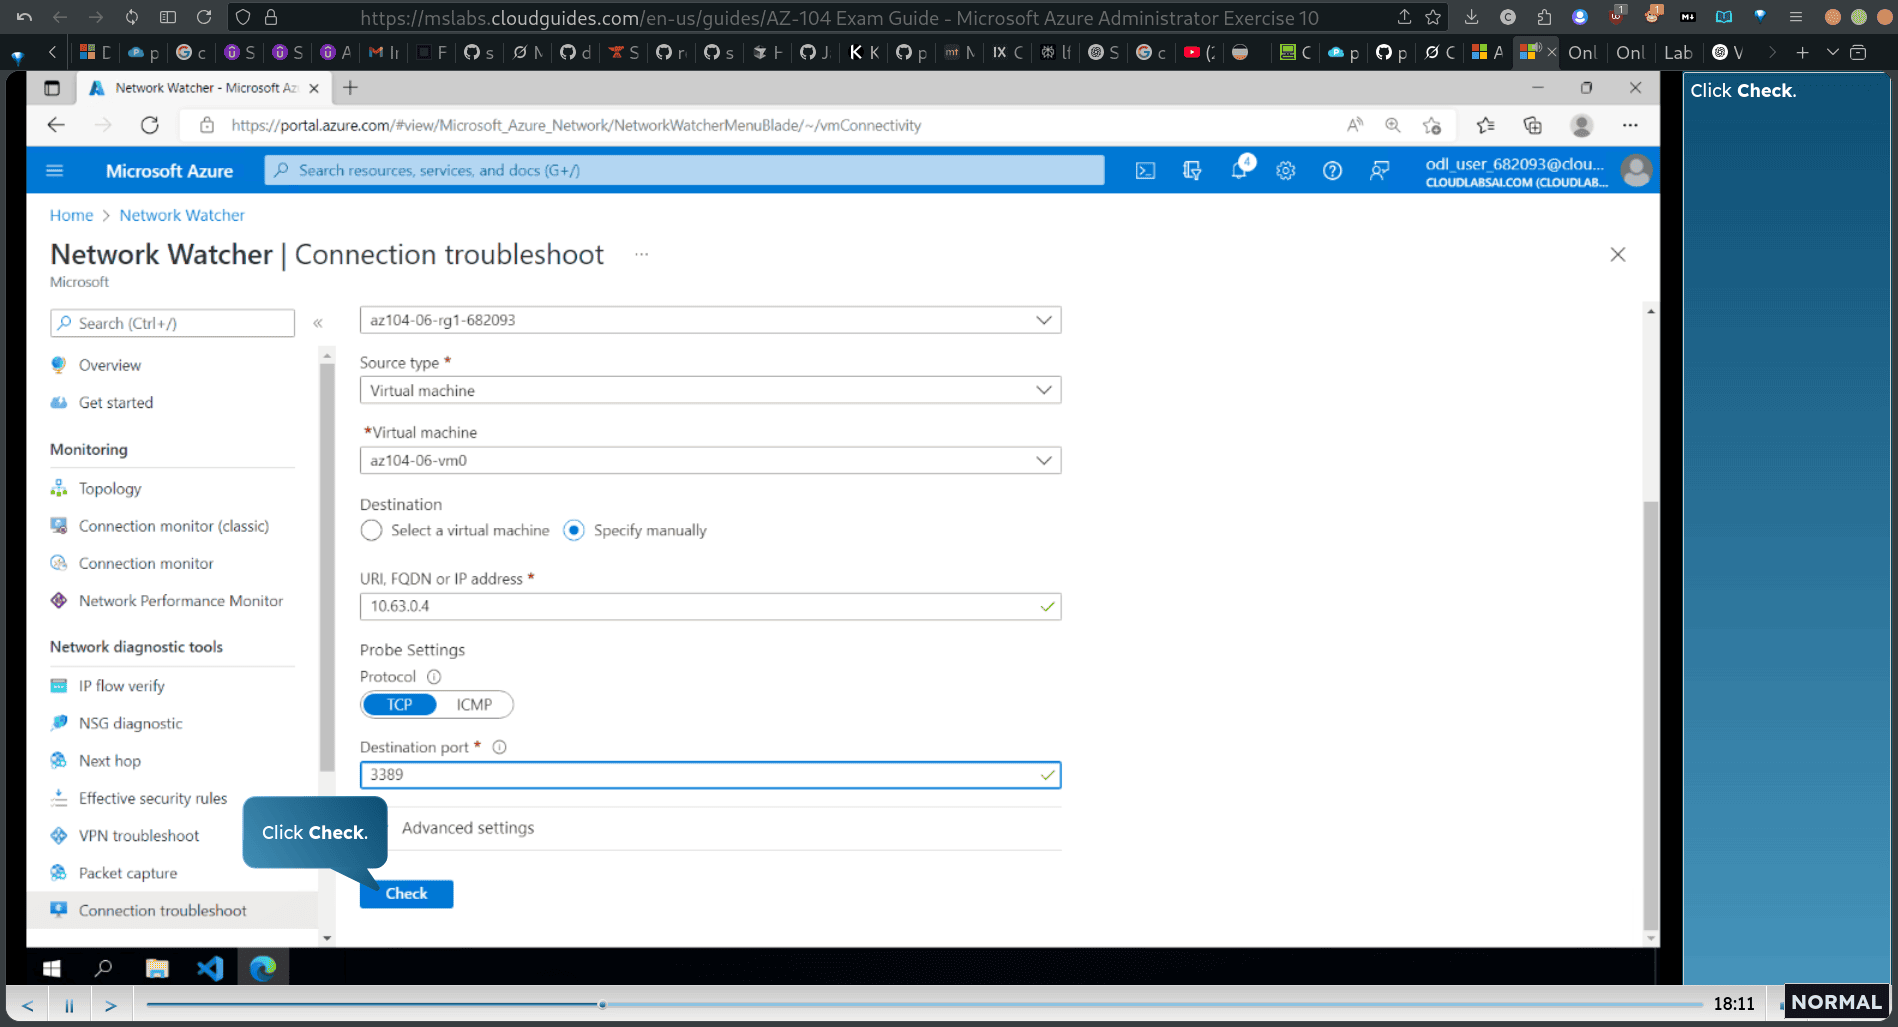 https://mslabs.cloudguides.com/en-us/guides/AZ-104 Exam Guide - Microsoft Azure Administrator Exercise 10
Onl
Onl
Lab
Network Watcher - Microsoft Az
Click Check.
https://portal.azure.com/#view/Microsoft_Azure_Network/NetworkWatcherMenuBlade/~/vmConnectivity
Microsoft Azure
Search resources, services, and docs (G+/)
4
odl_user_682093@clou...
CLOUDLABSAI.COM (CLOUDLAB...
Home > Network Watcher
Network Watcher | Connection troubleshoot ...
Microsoft
Search (Ctrl+/)
«
Overview
Get started
Monitoring
Topology
Connection monitor (classic)
Connection monitor
Network Performance Monitor
Network diagnostic tools
IP flow verify
NSG diagnostic
Next hop
Effective security rules
VPN troubleshoot
Packet capture
Connection troubleshoot
az104-06-rg1-682093
Source type *
Virtual machine
*Virtual machine
az104-06-vm0
Destination
Select a virtual machine
Specify manually
URI, FQDN or IP address *
10.63.0.4
Probe Settings
Protocol
TCP
ICMP
Destination port *
3389
Advanced settings
Click Check.
Check
18:11
NORMAL